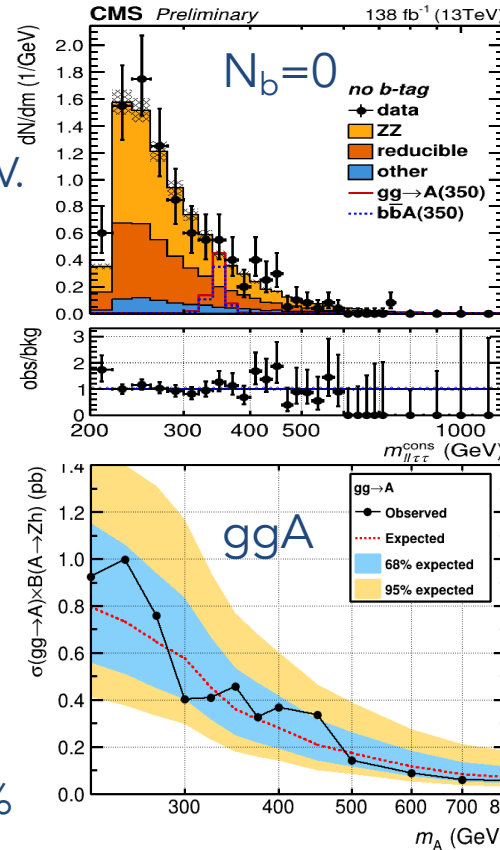 CMS Preliminary 138 fb⁻¹ (13TeV)
dN/dm (1/GeV)
2.0
1.8
1.6
1.4
1.2
1.0
0.8
0.6
0.4
0.2
0.0
N_b=0
no b-tag
data
ZZ
reducible
other
gg→A(350)
bb̄A(350)
V.
obs/bkg
3
2
1
0
200 300 400 500 1000
m^cons_llττ (GeV)
σ(gg→A)×B(A→Zh) (pb)
1.4
1.2
1.0
0.8
0.6
0.4
0.2
0.0
ggA
gg→A
Observed
Expected
68% expected
95% expected
%
300 400 500 600 700 8
m_A (GeV